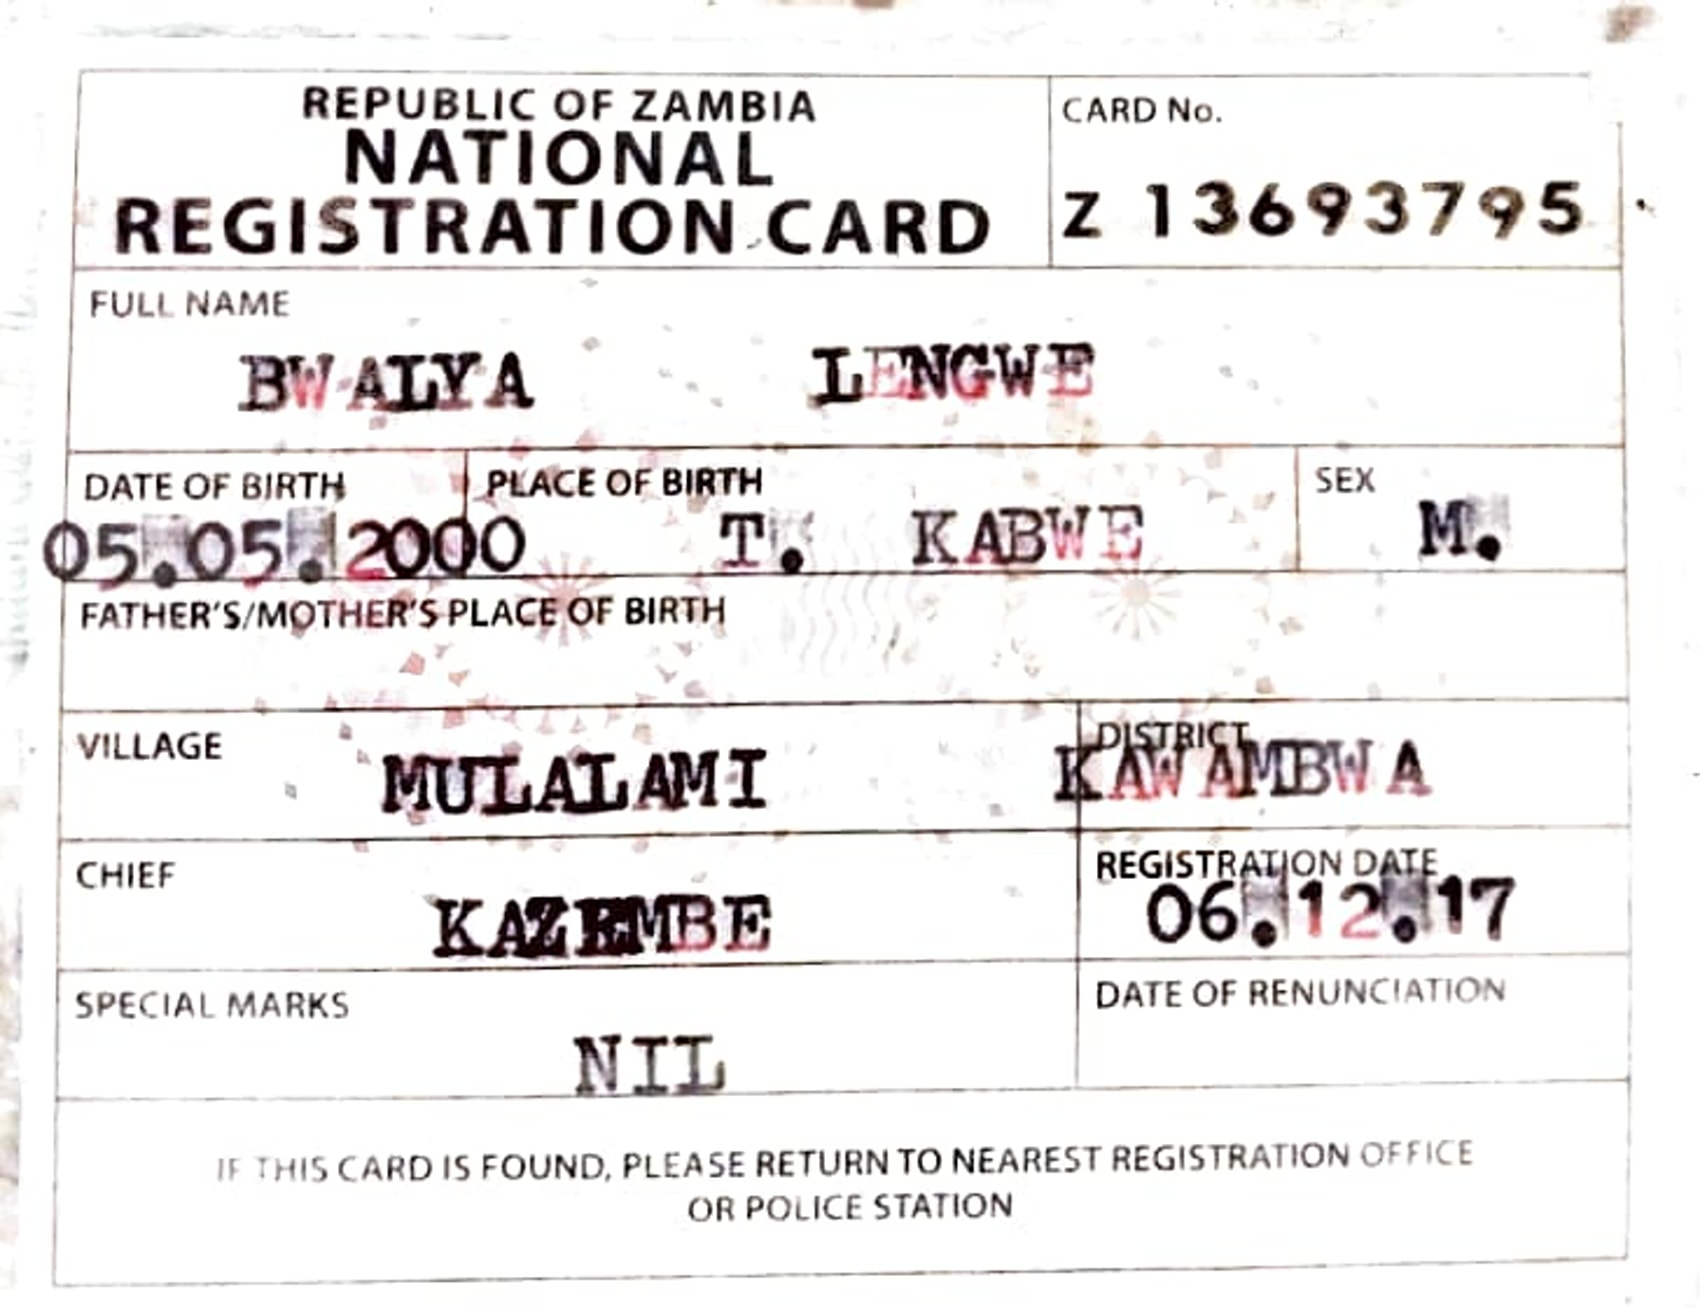 REPUBLIC OF ZAMBIA
NATIONAL
REGISTRATION CARD
CARD No.
Z 13693795
FULL NAME
BWALYA LENGWE
DATE OF BIRTH
05.05.2000
PLACE OF BIRTH
T. KABWE
SEX
M.
FATHER'S/MOTHER'S PLACE OF BIRTH
VILLAGE
MULALAMI
DISTRICT
KAWAMBWA
CHIEF
KAZEMBE
REGISTRATION DATE
06.12.17
SPECIAL MARKS
NIL
DATE OF RENUNCIATION
IF THIS CARD IS FOUND, PLEASE RETURN TO NEAREST REGISTRATION OFFICE
OR POLICE STATION